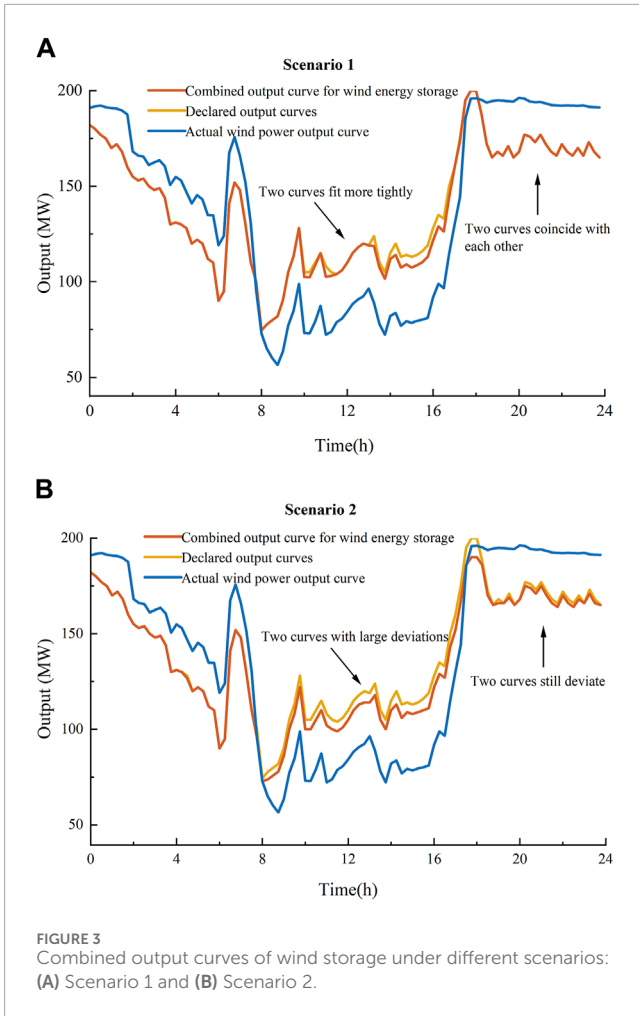 A
Scenario 1
Combined output curve for wind energy storage
Declared output curves
Actual wind power output curve
Two curves fit more tightly
Two curves coincide with
each other
Output (MW)
200
150
100
50
0 4 8 12 16 20 24
Time(h)
B
Scenario 2
Combined output curve for wind energy storage
Declared output curves
Actual wind power output curve
Two curves with large deviations
Two curves still deviate
Output (MW)
200
150
100
50
0 4 8 12 16 20 24
Time(h)
FIGURE 3
Combined output curves of wind storage under different scenarios:
(A) Scenario 1 and (B) Scenario 2.